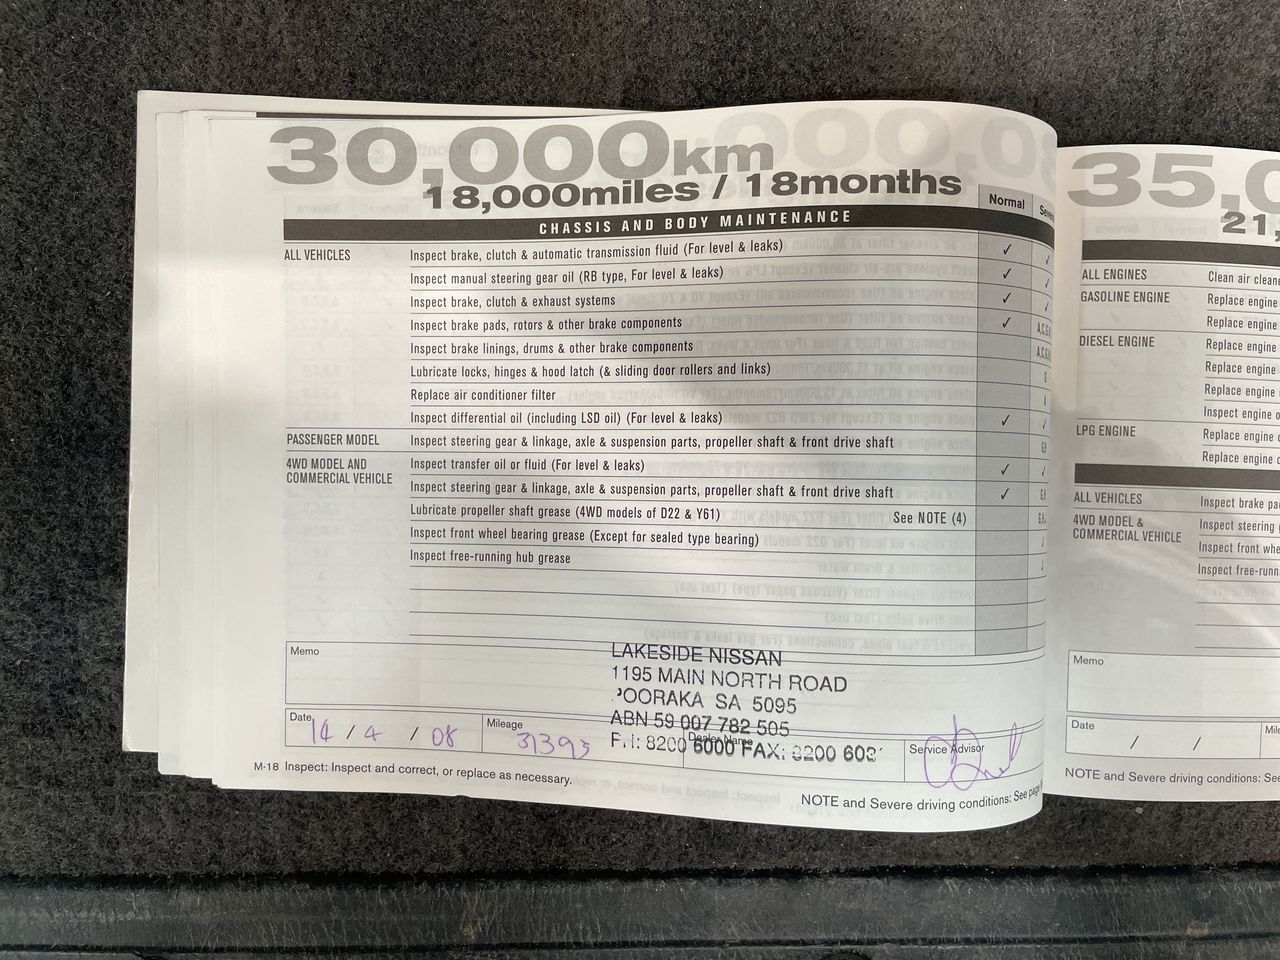 30,000km
18,000miles / 18months
Normal
CHASSIS AND BODY MAINTENANCE
ALL VEHICLES Inspect brake, clutch & automatic transmission fluid (For level & leaks) ✓ ✓
Inspect manual steering gear oil (RB type, For level & leaks) ✓ ✓
Inspect brake, clutch & exhaust systems ✓ ✓
Inspect brake pads, rotors & other brake components ✓
Inspect brake linings, drums & other brake components
Lubricate locks, hinges & hood latch (& sliding door rollers and links)
Replace air conditioner filter
Inspect differential oil (including LSD oil) (For level & leaks) ✓ ✓
PASSENGER MODEL Inspect steering gear & linkage, axle & suspension parts, propeller shaft & front drive shaft
4WD MODEL AND Inspect transfer oil or fluid (For level & leaks) ✓ ✓
COMMERCIAL VEHICLE Inspect steering gear & linkage, axle & suspension parts, propeller shaft & front drive shaft ✓
Lubricate propeller shaft grease (4WD models of D22 & Y61) See NOTE (4)
Inspect front wheel bearing grease (Except for sealed type bearing)
Inspect free-running hub grease
Memo
LAKESIDE NISSAN
1195 MAIN NORTH ROAD
OORAKA SA 5095
ABN 59 007 782 505
8200 6000 FAX: 8200 603
Date 14 / 4 / 08 Mileage 31395 Dealer Name Service Advisor
M-18 Inspect: Inspect and correct, or replace as necessary.
NOTE and Severe driving conditions: See
35,0
21,
ALL ENGINES Clean air cleane
GASOLINE ENGINE Replace engine
Replace engine
DIESEL ENGINE Replace engine
Replace engine
Replace engine
Inspect engine o
LPG ENGINE Replace engine
Replace engine
ALL VEHICLES Inspect brake pa
4WD MODEL & Inspect steering
COMMERCIAL VEHICLE Inspect front whe
Inspect free-runn
Memo
Date / / Mile
NOTE and Severe driving conditions: See